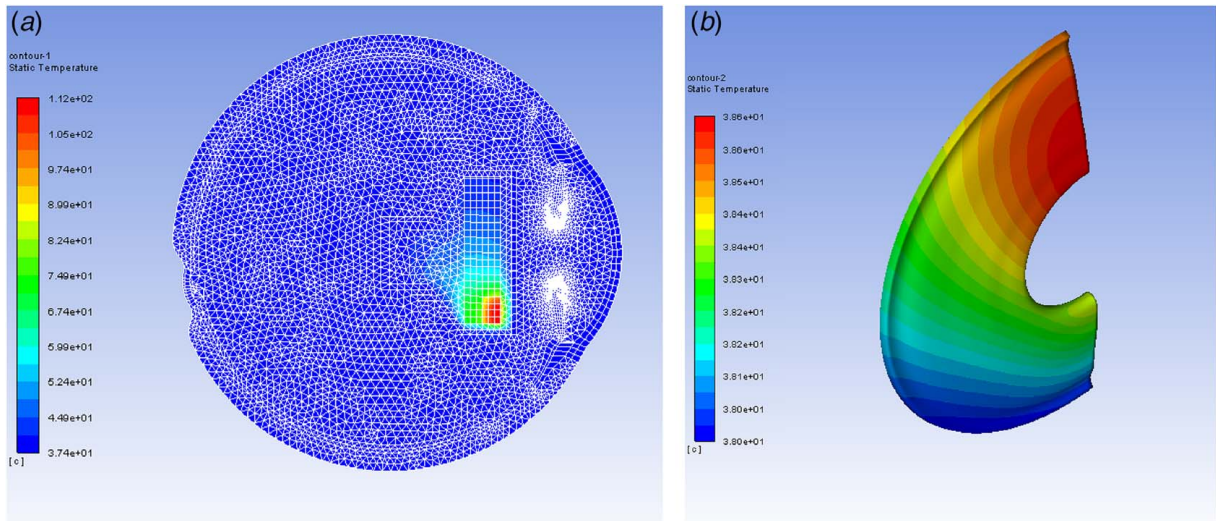 (a)
contour-1
Static Temperature
1.12e+02
1.05e+02
9.74e+01
8.99e+01
8.24e+01
7.49e+01
6.74e+01
5.99e+01
5.24e+01
4.49e+01
3.74e+01
[ c ]
(b)
contour-2
Static Temperature
3.86e+01
3.86e+01
3.85e+01
3.84e+01
3.84e+01
3.83e+01
3.82e+01
3.82e+01
3.81e+01
3.80e+01
3.80e+01
[ c ]